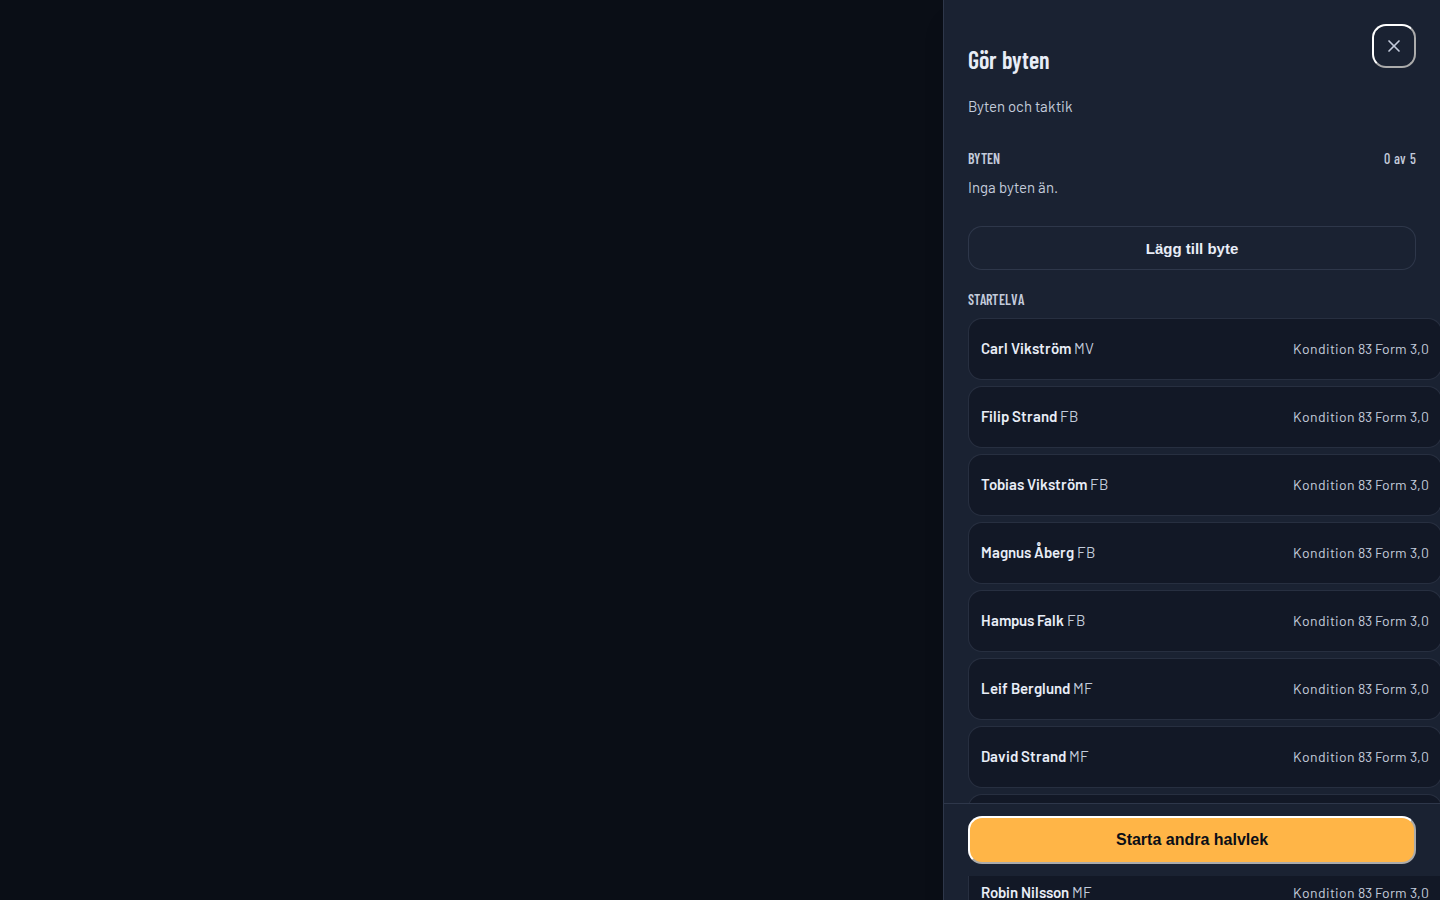 Gör byten
Byten och taktik
BYTEN 0 av 5
Inga byten än.
Lägg till byte
STARTELVA
Carl Vikström MV Kondition 83 Form 3,0
Filip Strand FB Kondition 83 Form 3,0
Tobias Vikström FB Kondition 83 Form 3,0
Magnus Åberg FB Kondition 83 Form 3,0
Hampus Falk FB Kondition 83 Form 3,0
Leif Berglund MF Kondition 83 Form 3,0
David Strand MF Kondition 83 Form 3,0
Starta andra halvlek
Robin Nilsson MF Kondition 83 Form 3,0